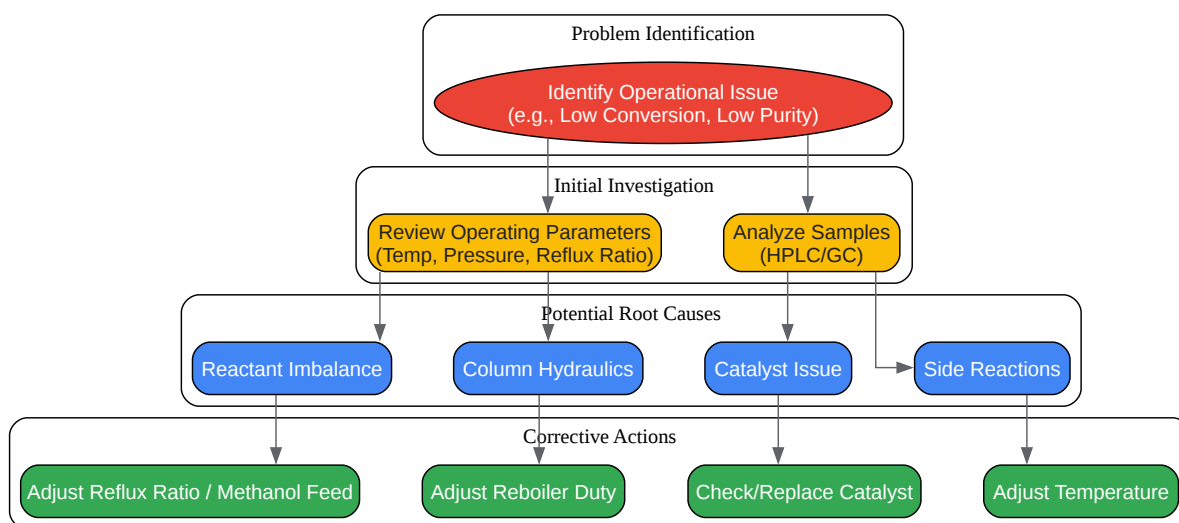 Problem Identification
Identify Operational Issue
(e.g., Low Conversion, Low Purity)
Initial Investigation
Review Operating Parameters
(Temp, Pressure, Reflux Ratio)
Analyze Samples
(HPLC/GC)
Potential Root Causes
Reactant Imbalance
Column Hydraulics
Catalyst Issue
Side Reactions
Corrective Actions
Adjust Reflux Ratio / Methanol Feed
Adjust Reboiler Duty
Check/Replace Catalyst
Adjust Temperature